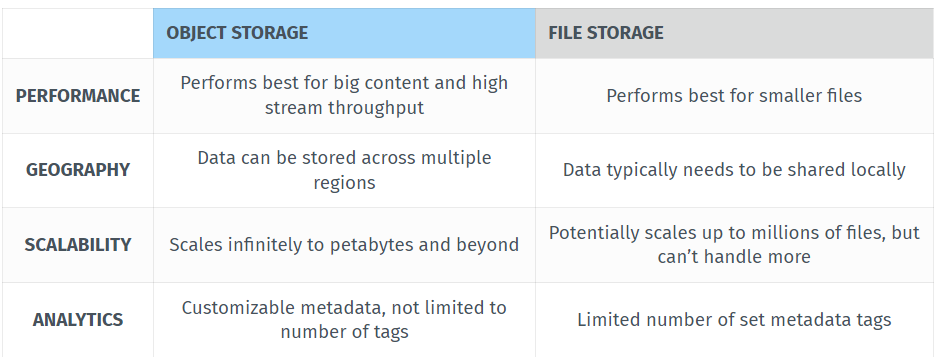 OBJECT STORAGE
FILE STORAGE
PERFORMANCE
Performs best for big content and high
stream throughput
Performs best for smaller files
GEOGRAPHY
Data can be stored across multiple
regions
Data typically needs to be shared locally
SCALABILITY
Scales infinitely to petabytes and beyond
Potentially scales up to millions of files, but
can’t handle more
ANALYTICS
Customizable metadata, not limited to
number of tags
Limited number of set metadata tags